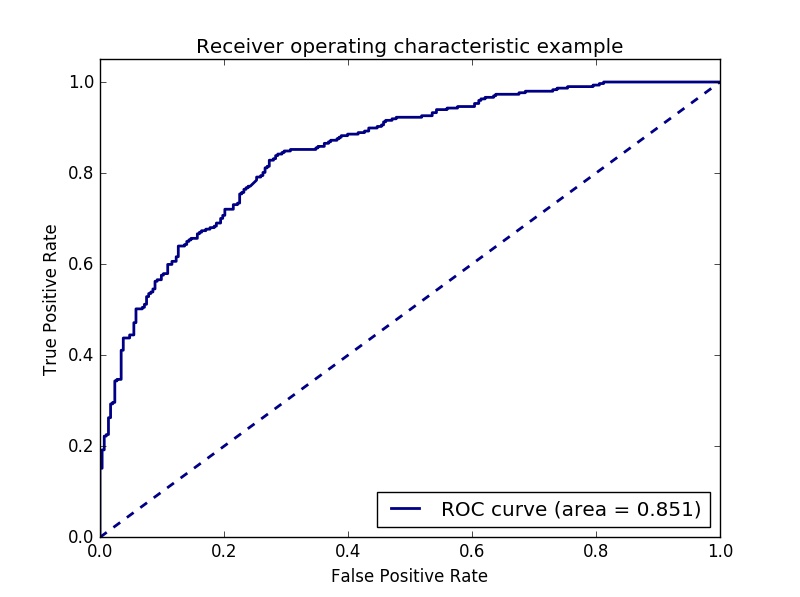 Receiver operating characteristic example
1.0
0.8
0.6
0.4
0.2
0.0
True Positive Rate
ROC curve (area = 0.851)
0.0 0.2 0.4 0.6 0.8 1.0
False Positive Rate